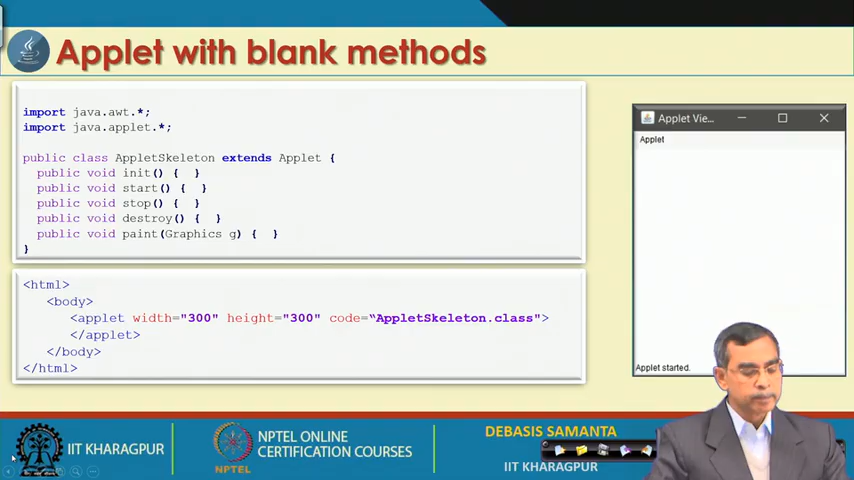 Applet with blank methods
import java.awt.*;
import java.applet.*;
public class AppletSkeleton extends Applet {
public void init() {  }
public void start() {  }
public void stop() {  }
public void destroy() {  }
public void paint(Graphics g) {  }
}
<html>
<body>
<applet width="300" height="300" code=“AppletSkeleton.class">
</applet>
</body>
</html>
Applet Vie...
Applet
Applet started.
IIT KHARAGPUR
NPTEL
NPTEL ONLINE
CERTIFICATION COURSES
DEBASIS SAMANTA
IIT KHARAGPUR